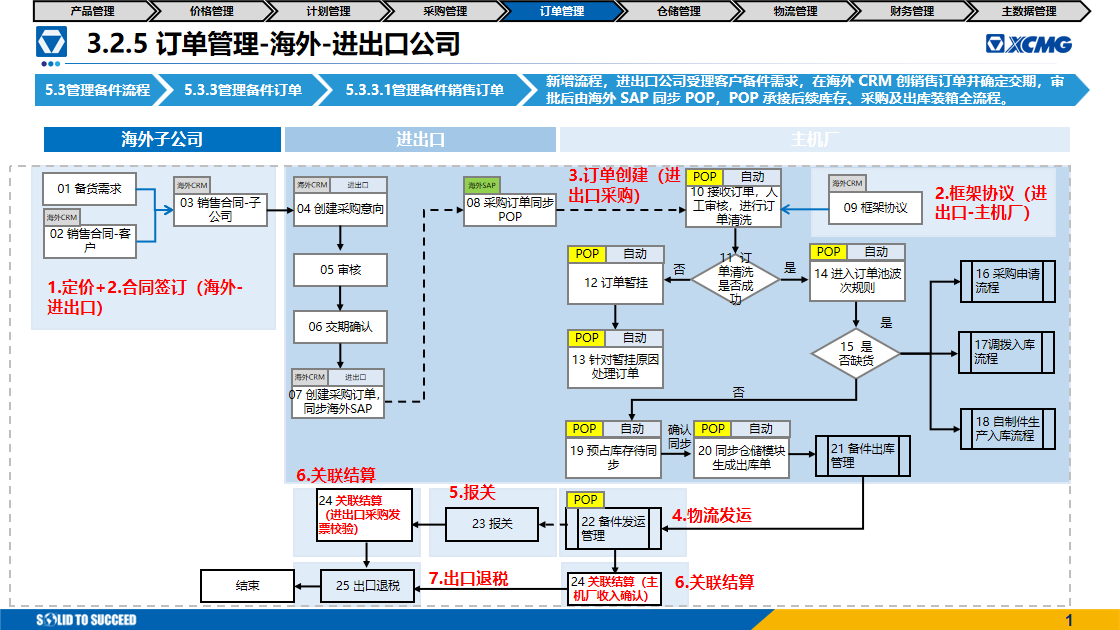 产品管理
价格管理
计划管理
采购管理
订单管理
仓储管理
物流管理
财务管理
主数据管理
3.2.5 订单管理-海外-进出口公司
XCMG
5.3管理备件流程
5.3.3管理备件订单
5.3.3.1管理备件销售订单
新增流程，进出口公司受理客户备件需求，在海外 CRM 创销售订单并确定交期，审
批后由海外 SAP 同步 POP，POP 承接后续库存、采购及出库装箱全流程。
海外子公司
进出口
主机厂
01 备货需求
海外CRM
02 销售合同-客
户
海外CRM
03 销售合同-子
公司
1.定价+2.合同签订（海外-
进出口）
海外CRM
进出口
04 创建采购意向
05 审核
06 交期确认
海外CRM
进出口
07 创建采购订单，
同步海外SAP
海外SAP
08 采购订单同步
POP
3.订单创建（进
出口采购）
POP
自动
10 接收订单，人
工审核，进行订
单清洗
海外CRM
09 框架协议
2.框架协议（进
出口-主机厂）
11 订
单清洗
是否成
功
否
是
POP
自动
12 订单暂挂
POP
自动
13 针对暂挂原因
处理订单
POP
自动
14 进入订单池波
次规则
15 是
否缺货
是
否
16 采购申请
流程
17调拨入库
流程
18 自制件生
产入库流程
POP
自动
19 预占库存待同
步
确认
同步
POP
自动
20 同步仓储模块
生成出库单
21 备件出库
管理
6.关联结算
24 关联结算
（进出口采购发
票校验）
5.报关
23 报关
POP
22 备件发运
管理
4.物流发运
结束
25 出口退税
7.出口退税
24 关联结算（主
机厂收入确认）
6.关联结算
SOLID TO SUCCEED
1